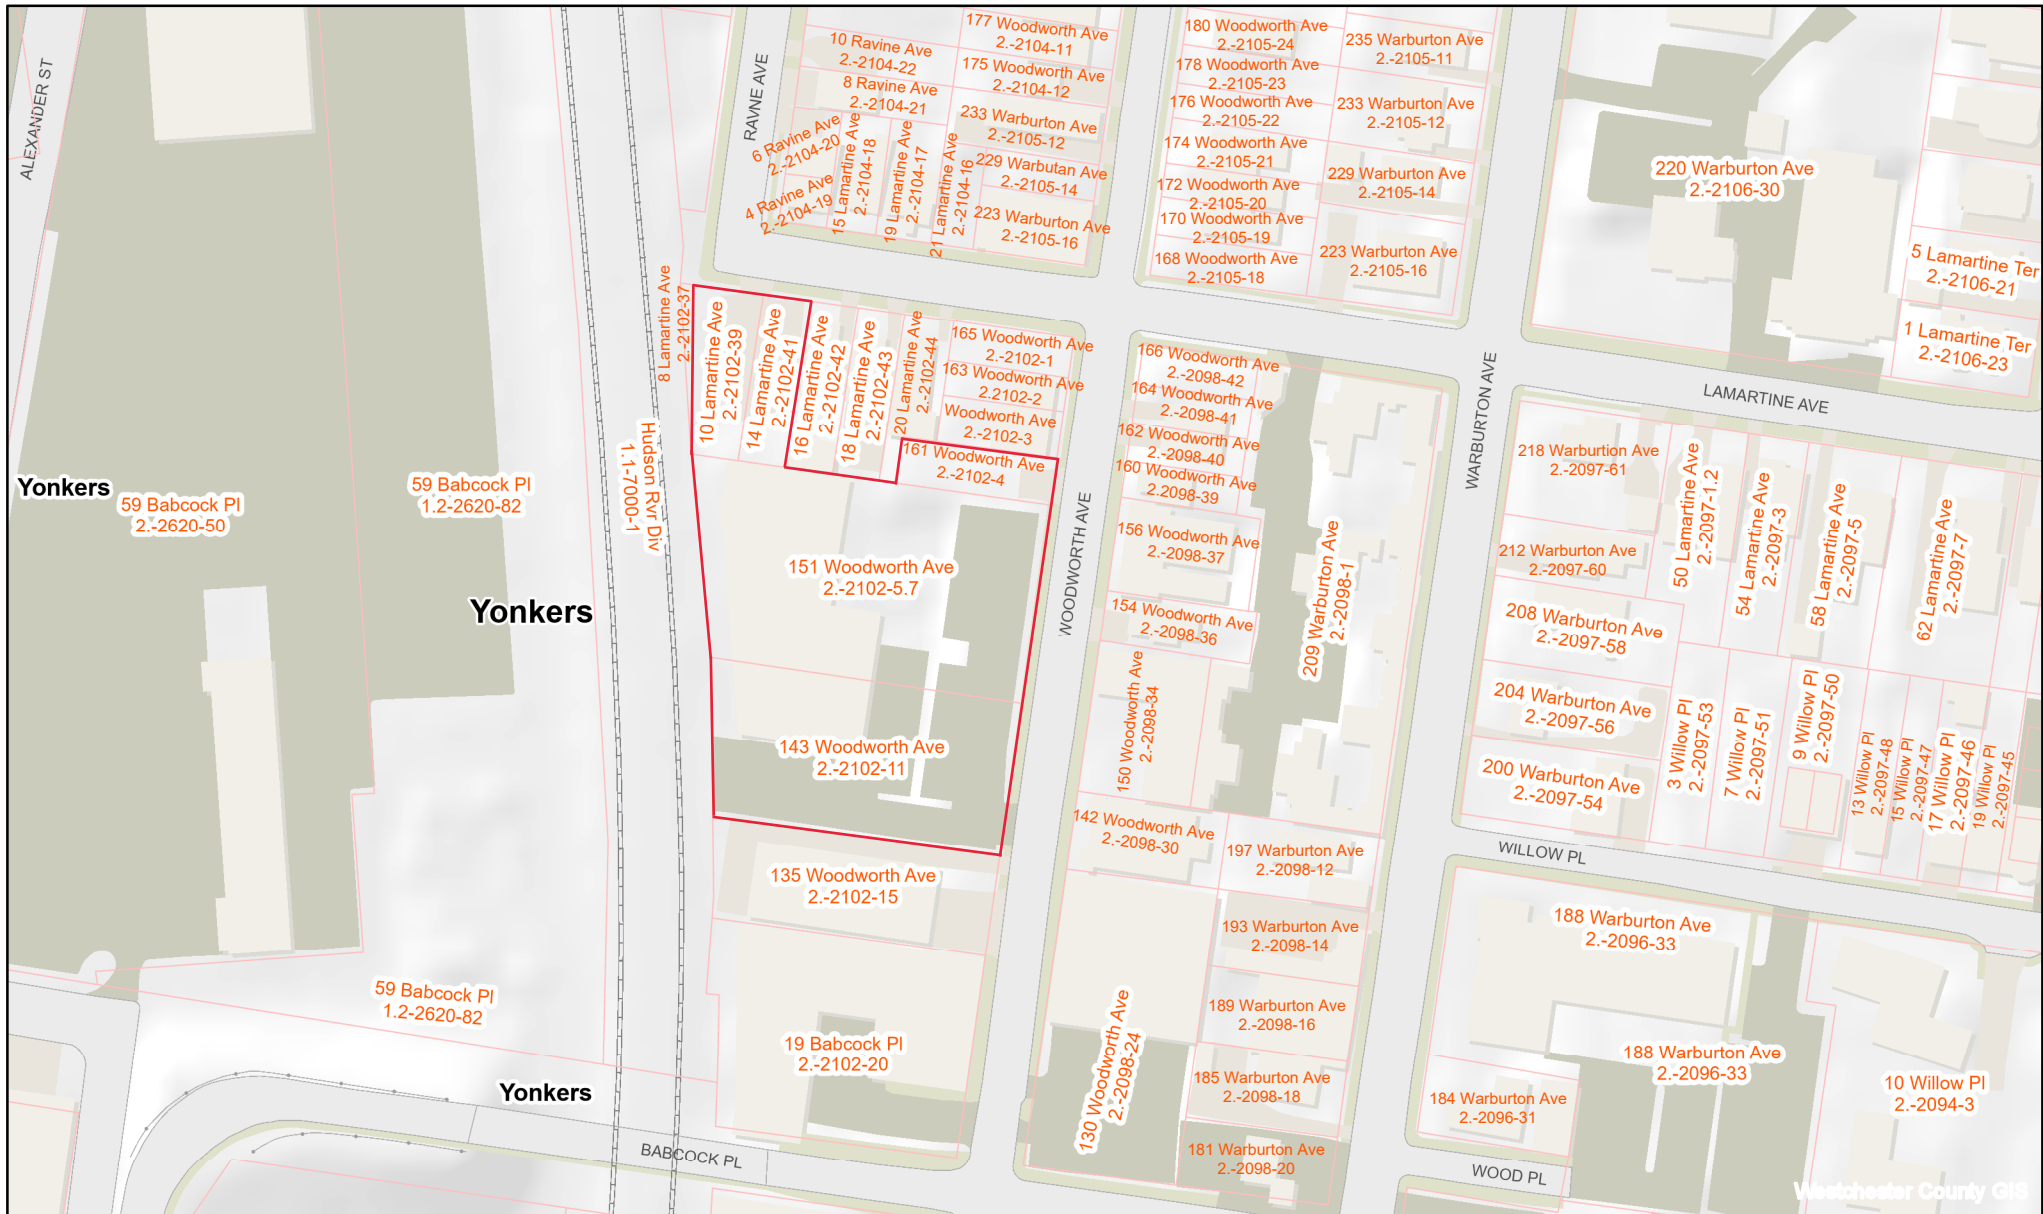 ALEXANDER ST
RAVNE AVE
10 Ravine Ave
2.-2104-22
8 Ravine Ave
2.-2104-21
6 Ravine Ave
2.-2104-20
4 Ravine Ave
2.-2104-19
15 Lamartine Ave
2.-2104-18
19 Lamartine Ave
2.-2104-17
21 Lamartine Ave
2.-2104-16
177 Woodworth Ave
2.-2104-11
175 Woodworth Ave
2.-2104-12
233 Warburton Ave
2.-2105-12
229 Warbutan Ave
2.-2105-14
223 Warburton Ave
2.-2105-16
180 Woodworth Ave
2.-2105-24
178 Woodworth Ave
2.-2105-23
176 Woodworth Ave
2.-2105-22
174 Woodworth Ave
2.-2105-21
172 Woodworth Ave
2.-2105-20
170 Woodworth Ave
2.-2105-19
168 Woodworth Ave
2.-2105-18
235 Warburton Ave
2.-2105-11
233 Warburton Ave
2.-2105-12
229 Warburton Ave
2.-2105-14
223 Warburton Ave
2.-2105-16
220 Warburton Ave
2.-2106-30
5 Lamartine Ter
2.-2106-21
1 Lamartine Ter
2.-2106-23
8 Lamartine Ave
2.-2102-37
10 Lamartine Ave
2.-2102-39
14 Lamartine Ave
2.-2102-41
16 Lamartine Ave
2.-2102-42
18 Lamartine Ave
2.-2102-43
20 Lamartine Ave
2.-2102-44
165 Woodworth Ave
2.-2102-1
163 Woodworth Ave
2.2102-2
Woodworth Ave
2.-2102-3
161 Woodworth Ave
2.-2102-4
166 Woodworth Ave
2.-2098-42
164 Woodworth Ave
2.-2098-41
162 Woodworth Ave
2.-2098-40
160 Woodworth Ave
2.2098-39
156 Woodworth Ave
2.-2098-37
154 Woodworth Ave
2.-2098-36
150 Woodworth Ave
2.-2098-34
142 Woodworth Ave
2.-2098-30
209 Warburton Ave
2.-2098-1
WARBURTON AVE
LAMARTINE AVE
WOODWORTH AVE
218 Warburtion Ave
2.-2097-61
212 Warburton Ave
2.-2097-60
208 Warburton Ave
2.-2097-58
204 Warburton Ave
2.-2097-56
200 Warburton Ave
2.-2097-54
50 Lamartine Ave
2.-2097-1.2
54 Lamartine Ave
2.-2097-3
58 Lamartine Ave
2.-2097-5
62 Lamartine Ave
2.-2097-7
3 Willow Pl
2.-2097-53
7 Willow Pl
2.-2097-51
9 Willow Pl
2.-2097-50
13 Willow Pl
2.-2097-48
15 Willow Pl
2.-2097-47
17 Willow Pl
2.-2097-46
19 Willow Pl
2.-2097-45
Yonkers
59 Babcock Pl
2.-2620-50
59 Babcock Pl
1.2-2620-82
Hudson Rvr Div
1.1-7000-1
Yonkers
151 Woodworth Ave
2.-2102-5.7
143 Woodworth Ave
2.-2102-11
135 Woodworth Ave
2.-2102-15
19 Babcock Pl
2.-2102-20
59 Babcock Pl
1.2-2620-82
Yonkers
BABCOCK PL
130 Woodworth Ave
2.-2098-24
197 Warburton Ave
2.-2098-12
193 Warburton Ave
2.-2098-14
189 Warburton Ave
2.-2098-16
185 Warburton Ave
2.-2098-18
181 Warburton Ave
2.-2098-20
WILLOW PL
188 Warburton Ave
2.-2096-33
188 Warburton Ave
2.-2096-33
184 Warburton Ave
2.-2096-31
10 Willow Pl
2.-2094-3
WOOD PL
Westchester County GIS